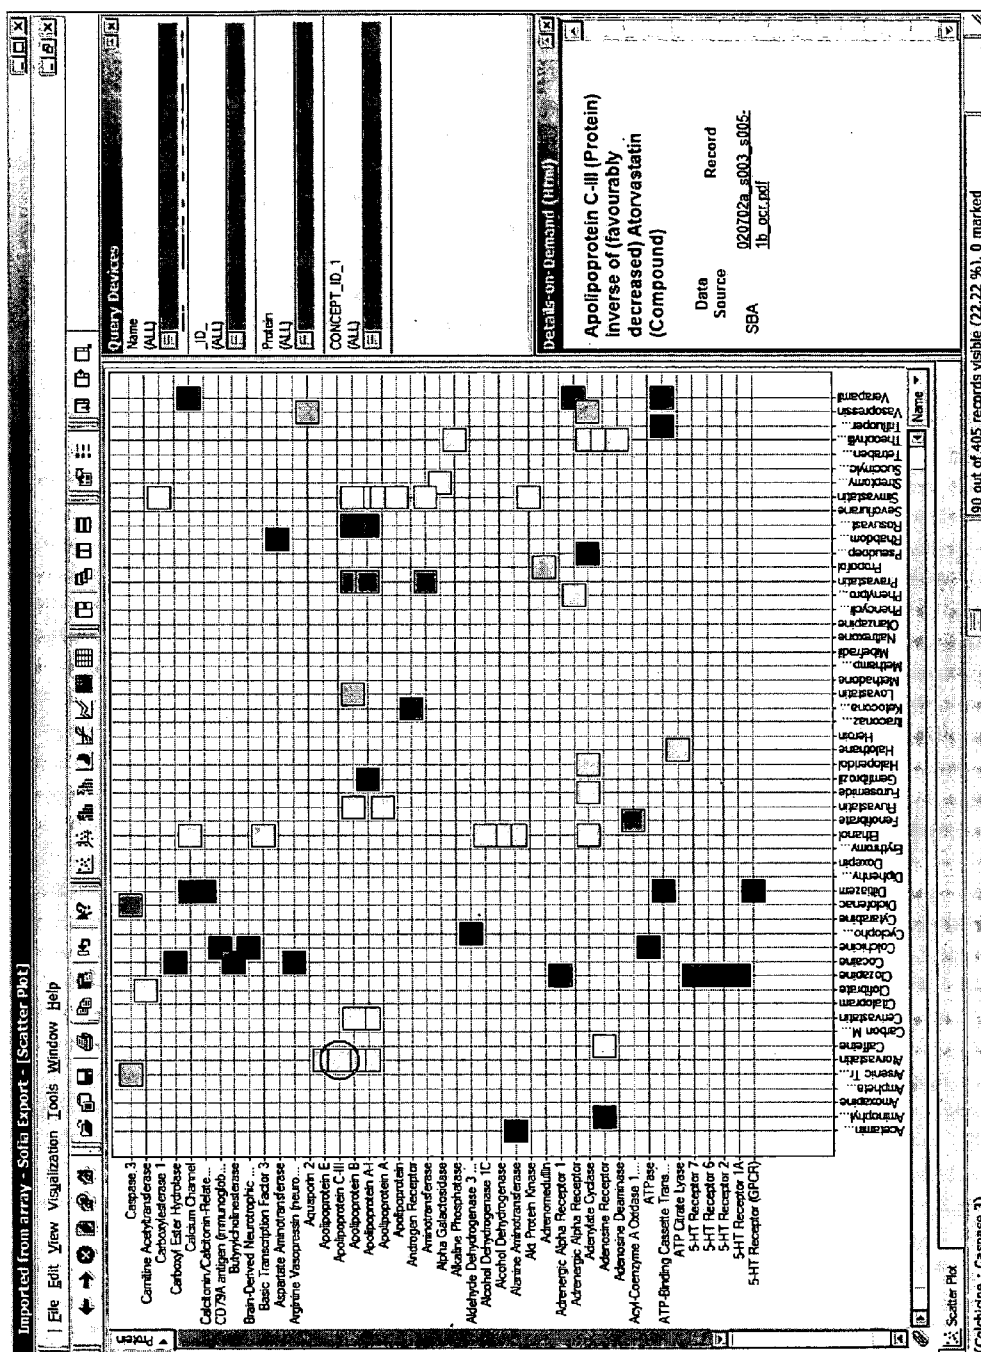 Imported from array - Sofia Export - [Scatter Plot]
File Edit View Visualization Tools Window Help
Protein
Caspase 3
Carnitine Acetyltransferase
Carboxylesterase 1
Carboxyl Ester Hydrolase
Calcium Channel
Calcitonin/Calcitonin-Relate...
CD79A antigen (immunoglob...
Butyrylcholinesterase
Brain-Derived Neurotrophic...
Basic Transcription Factor 3
Aspartate Aminotransferase
Arginine Vasopressin (neuro...
Aquaporin 2
Apolipoprotein E
Apolipoprotein C-III
Apolipoprotein B
Apolipoprotein A-I
Apolipoprotein A
Apolipoprotein
Androgen Receptor
Aminotransferase
Alpha Galactosidase
Alkaline Phosphatase
Aldehyde Dehydrogenase 3 ...
Alcohol Dehydrogenase 1C
Alcohol Dehydrogenase
Alanine Aminotransferase
Akt Protein Kinase
Adrenomedullin
Adrenergic Alpha Receptor 1
Adrenergic Alpha Receptor
Adenylate Cyclase
Adenosine Receptor
Adenosine Deaminase
Acyl-Coenzyme A Oxidase 1...
ATPase
ATP-Binding Cassette Trans...
ATP Citrate Lyase
5-HT Receptor 7
5-HT Receptor 6
5-HT Receptor 2
5-HT Receptor 1A
5-HT Receptor (GPCR)
Acetamin...
Aminophyl...
Amoxapine
Ampheta...
Arsenic Tr...
Atorvastatin
Caffeine
Carbon M...
Cerivastatin
Citalopram
Clofibrate
Clozapine
Cocaine
Colchicine
Cyclopho...
Cytarabine
Diclofenac
Diltiazem
Diphenhy...
Doxepin
Erythromy...
Ethanol
Fenofibrate
Fluvastatin
Furosemide
Gemfibrozil
Haloperidol
Halothane
Heroin
Itraconaz...
Ketocona...
Lovastatin
Methadone
Methamp...
Mibefradil
Naltrexone
Olanzapine
Phencycli...
Phenylpro...
Pravastatin
Propofol
Pseudoep...
Rhabdom...
Rosuvast...
Sevoflurane
Simvastatin
Streptomy...
Succinylc...
Tetraben...
Theophylli...
Trifluoper...
Vasopressin
Verapamil
Name
Query Devices
Name
(ALL)
_ID_
(ALL)
Protein
(ALL)
CONCEPT_ID_1
(ALL)
Details-on-Demand (Html)
Apolipoprotein C-III (Protein)
inverse of (favourably
decreased) Atorvastatin
(Compound)
Data Source
Record
SBA
020702a_s003_s005-
1b_ocr.pdf
Scatter Plot
(Colchicine ; Caspase 3)
90 out of 405 records visible (22.22 %), 0 marked